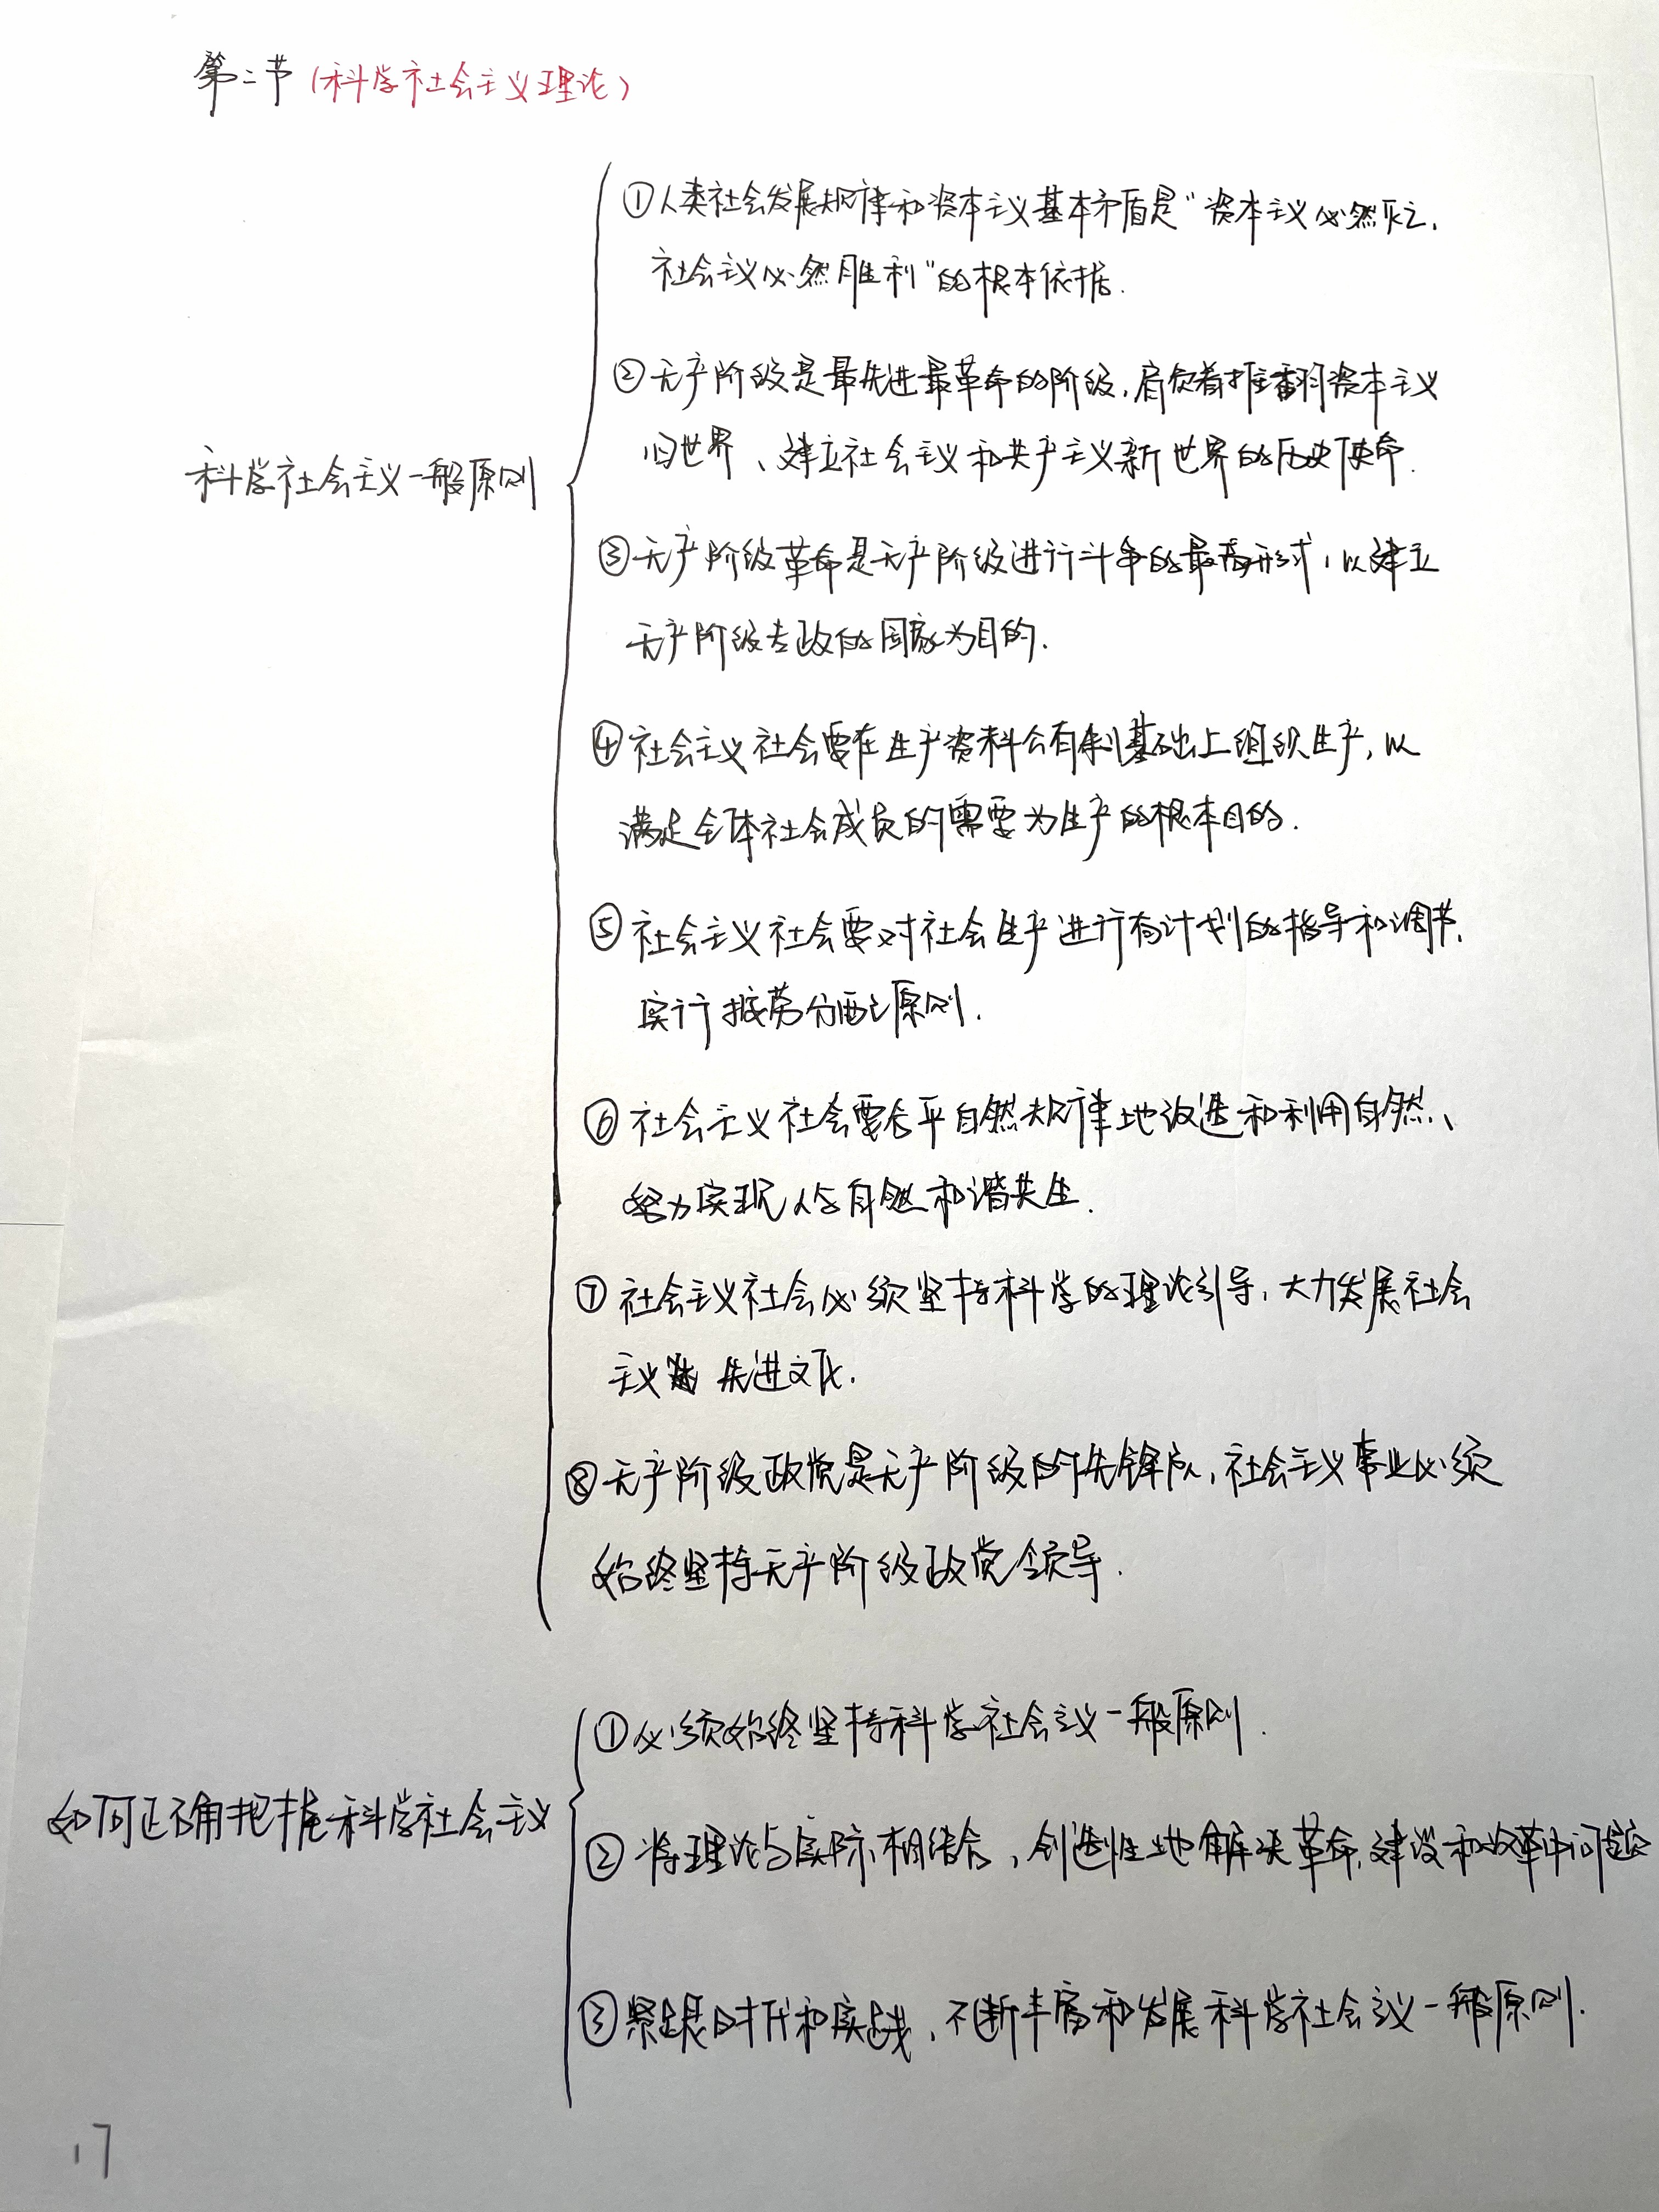 第二节(科学社会主义理论)
①人类社会发展规律和资本主义基本矛盾是"资本主义必然灭亡,
社会主义必然胜利"的根本依据.
②无产阶级是最先进最革命的阶级,肩负着推翻资本主义
旧世界、建立社会主义和共产主义新世界的历史使命.
科学社会主义一般原则
③无产阶级革命是无产阶级进行斗争的最高形式,以建立
无产阶级专政的国家为目的.
④社会主义社会要在生产资料公有制基础上组织生产,以
满足全体社会成员的需要为生产的根本目的.
⑤社会主义社会要对社会生产进行有计划的指导和调节,
实行按劳分配原则.
⑥社会主义社会要合乎自然规律地改造和利用自然、
努力实现人与自然和谐共生.
⑦社会主义社会必须坚持科学的理论引导,大力发展社会
主义先进文化.
⑧无产阶级政党是无产阶级的先锋队,社会主义事业必须
始终坚持无产阶级政党领导.
①必须始终坚持科学社会主义一般原则.
如何正确把握科学社会主义
②将理论与实际相结合,创造性地解决革命,建设和改革中问题
③紧跟时代和实践,不断丰富和发展科学社会主义一般原则.
17